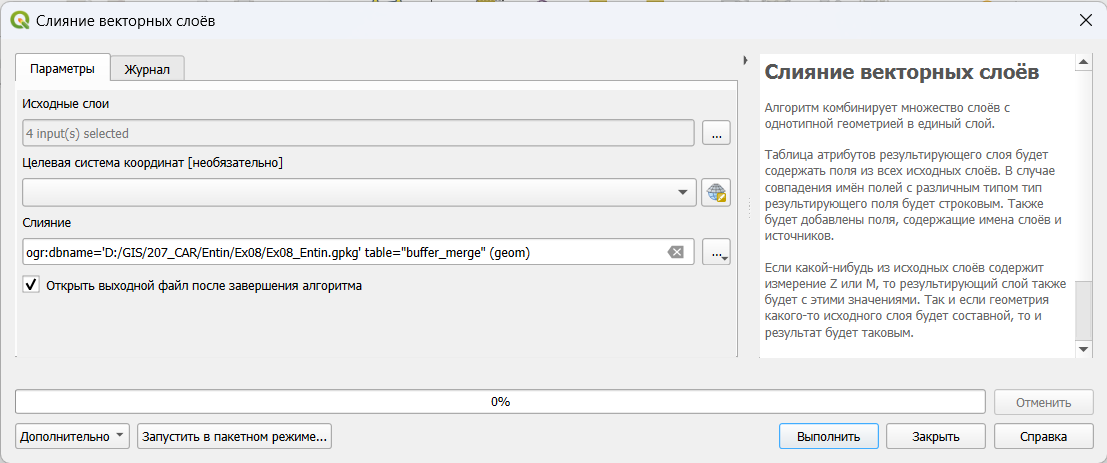 Слияние векторных слоёв
Параметры
Журнал
Исходные слои
4 input(s) selected
...
Целевая система координат [необязательно]
Слияние
ogr:dbname='D:/GIS/207_CAR/Entin/Ex08/Ex08_Entin.gpkg' table="buffer_merge" (geom)
...
Открыть выходной файл после завершения алгоритма
Слияние векторных слоёв
Алгоритм комбинирует множество слоёв с
однотипной геометрией в единый слой.
Таблица атрибутов результирующего слоя будет
содержать поля из всех исходных слоёв. В случае
совпадения имён полей с различным типом тип
результирующего поля будет строковым. Также
будет добавлены поля, содержащие имена слоёв и
источников.
Если какой-нибудь из исходных слоёв содержит
измерение Z или M, то результирующий слой также
будет с этими значениями. Так и если геометрия
какого-то исходного слоя будет составной, то и
результат будет таковым.
0%
Отменить
Дополнительно
Запустить в пакетном режиме...
Выполнить
Закрыть
Справка